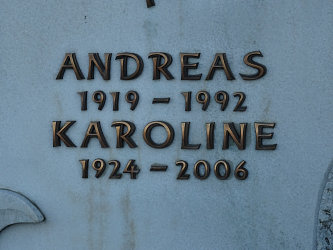 ANDREAS
1919 – 1992
KAROLINE
1924 – 2006